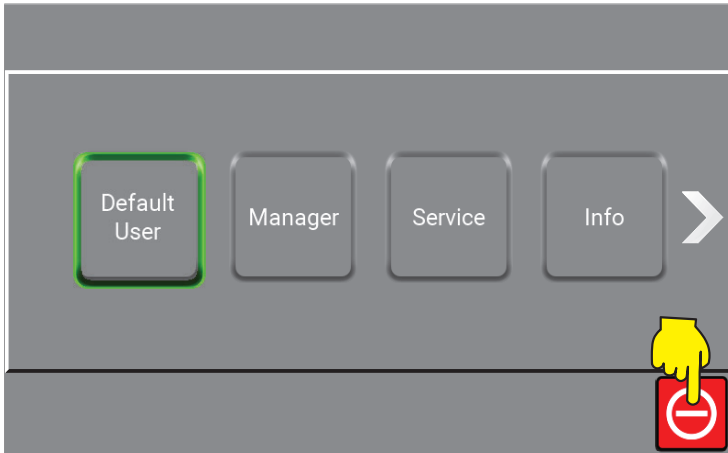 Default
User
Manager
Service
Info